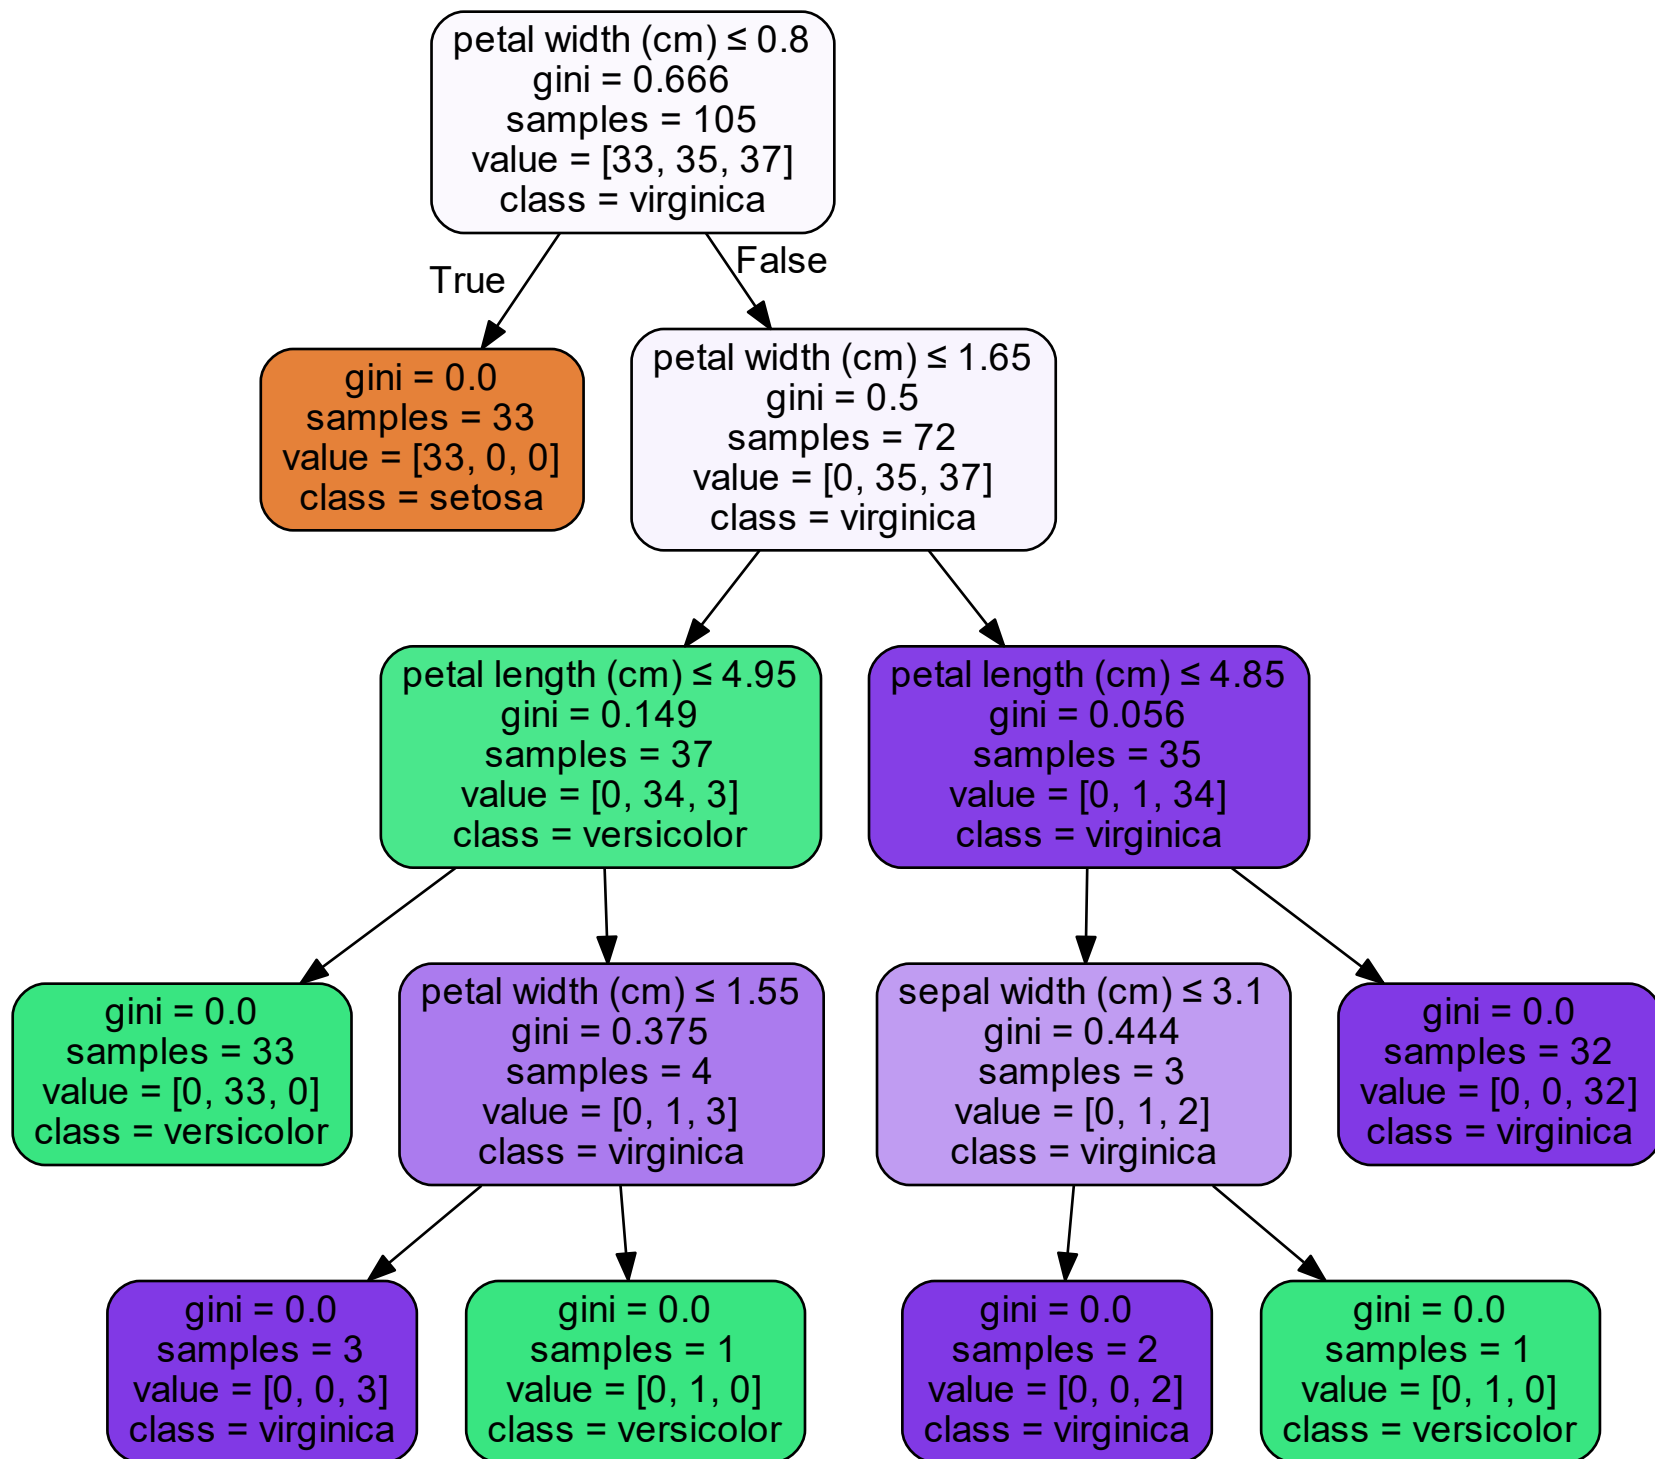 petal width (cm) ≤ 0.8
gini = 0.666
samples = 105
value = [33, 35, 37]
class = virginica
True
False
gini = 0.0
samples = 33
value = [33, 0, 0]
class = setosa
petal width (cm) ≤ 1.65
gini = 0.5
samples = 72
value = [0, 35, 37]
class = virginica
petal length (cm) ≤ 4.95
gini = 0.149
samples = 37
value = [0, 34, 3]
class = versicolor
petal length (cm) ≤ 4.85
gini = 0.056
samples = 35
value = [0, 1, 34]
class = virginica
gini = 0.0
samples = 33
value = [0, 33, 0]
class = versicolor
petal width (cm) ≤ 1.55
gini = 0.375
samples = 4
value = [0, 1, 3]
class = virginica
sepal width (cm) ≤ 3.1
gini = 0.444
samples = 3
value = [0, 1, 2]
class = virginica
gini = 0.0
samples = 32
value = [0, 0, 32]
class = virginica
gini = 0.0
samples = 3
value = [0, 0, 3]
class = virginica
gini = 0.0
samples = 1
value = [0, 1, 0]
class = versicolor
gini = 0.0
samples = 2
value = [0, 0, 2]
class = virginica
gini = 0.0
samples = 1
value = [0, 1, 0]
class = versicolor